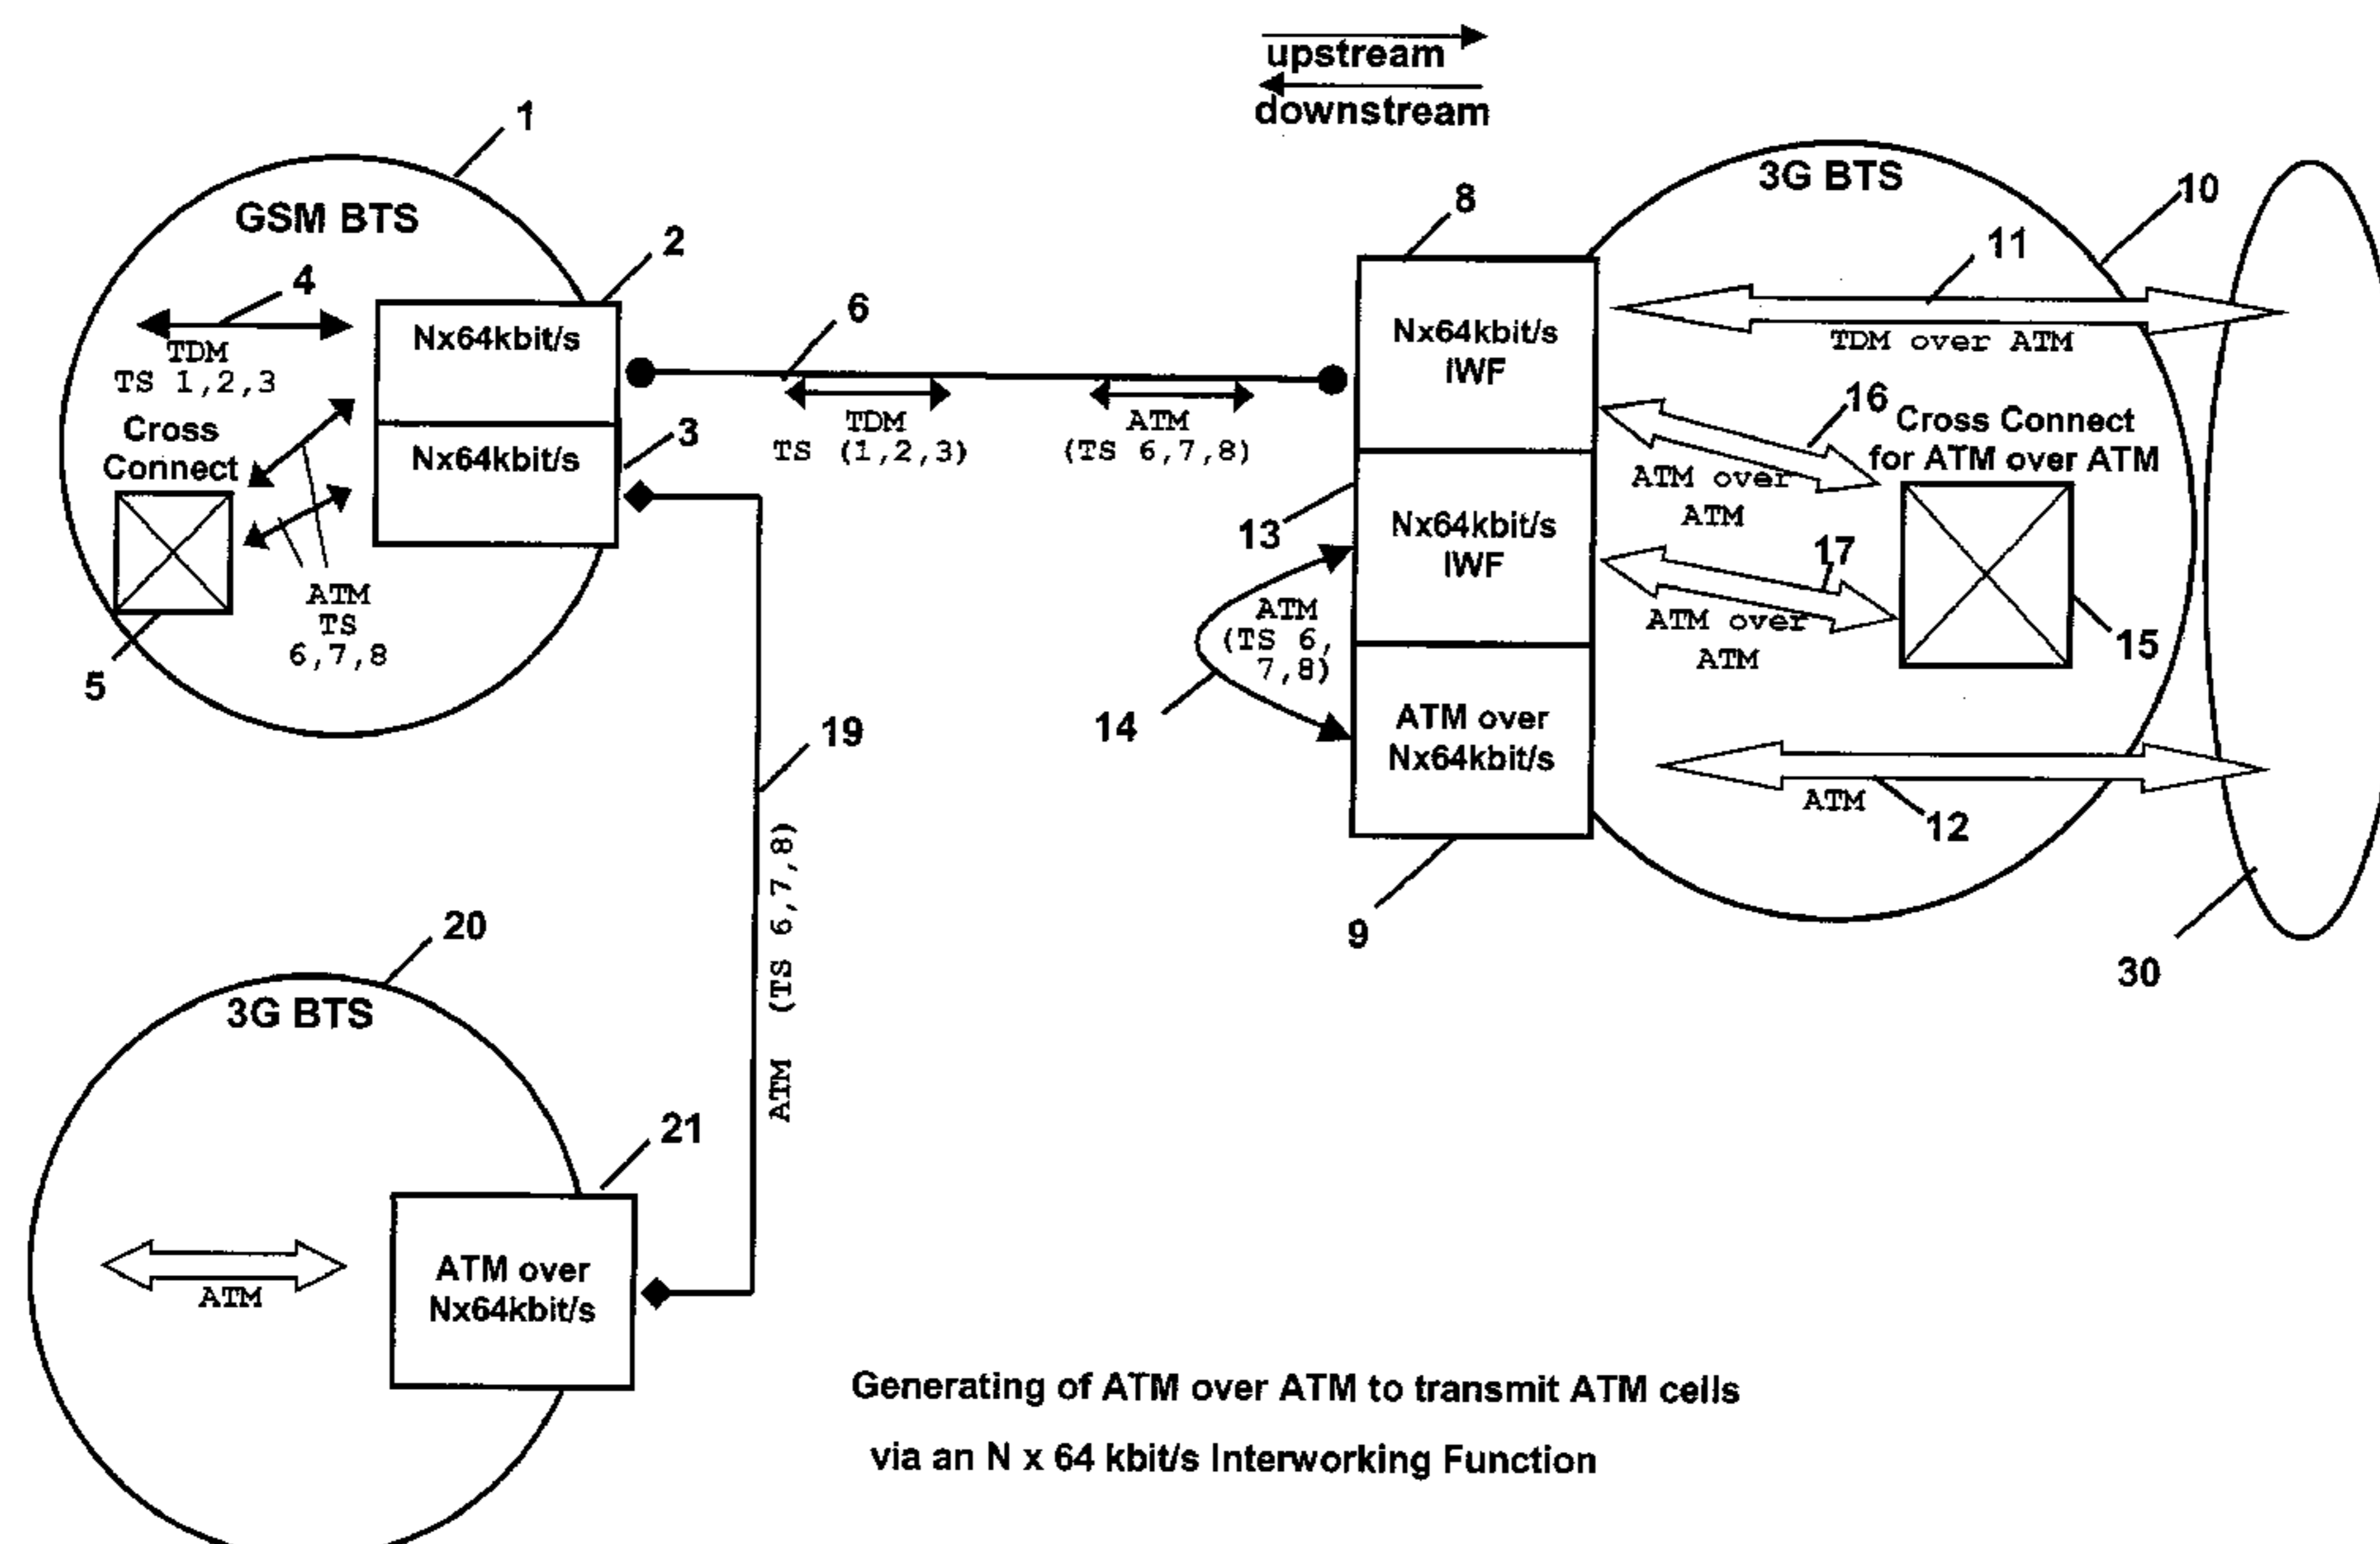 upstream
downstream
1
GSM BTS
2
4
TDM
TS 1,2,3
Cross
Connect
Nx64kbit/s
Nx64kbit/s
3
ATM
TS
6,7,8
5
6
TDM
TS (1,2,3)
ATM
(TS 6,7,8)
8
Nx64kbit/s
IWF
13
Nx64kbit/s
IWF
ATM
(TS 6,
7,8)
14
ATM over
Nx64kbit/s
9
3G BTS
10
11
TDM over ATM
16
Cross Connect
for ATM over ATM
ATM over
ATM
17
ATM over
ATM
15
ATM
12
30
19
ATM (TS 6,7,8)
20
3G BTS
21
ATM over
Nx64kbit/s
ATM
Generating of ATM over ATM to transmit ATM cells
via an N x 64 kbit/s Interworking Function